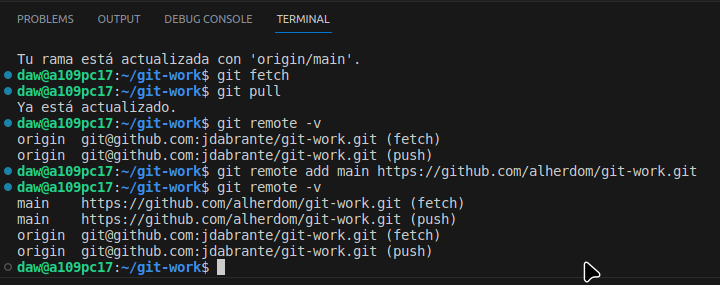 PROBLEMS OUTPUT DEBUG CONSOLE TERMINAL
Tu rama está actualizada con 'origin/main'.
daw@a109pc17:~/git-work$ git fetch
daw@a109pc17:~/git-work$ git pull
Ya está actualizado.
daw@a109pc17:~/git-work$ git remote -v
origin  git@github.com:jdabrante/git-work.git (fetch)
origin  git@github.com:jdabrante/git-work.git (push)
daw@a109pc17:~/git-work$ git remote add main https://github.com/alherdom/git-work.git
daw@a109pc17:~/git-work$ git remote -v
main    https://github.com/alherdom/git-work.git (fetch)
main    https://github.com/alherdom/git-work.git (push)
origin  git@github.com:jdabrante/git-work.git (fetch)
origin  git@github.com:jdabrante/git-work.git (push)
daw@a109pc17:~/git-work$